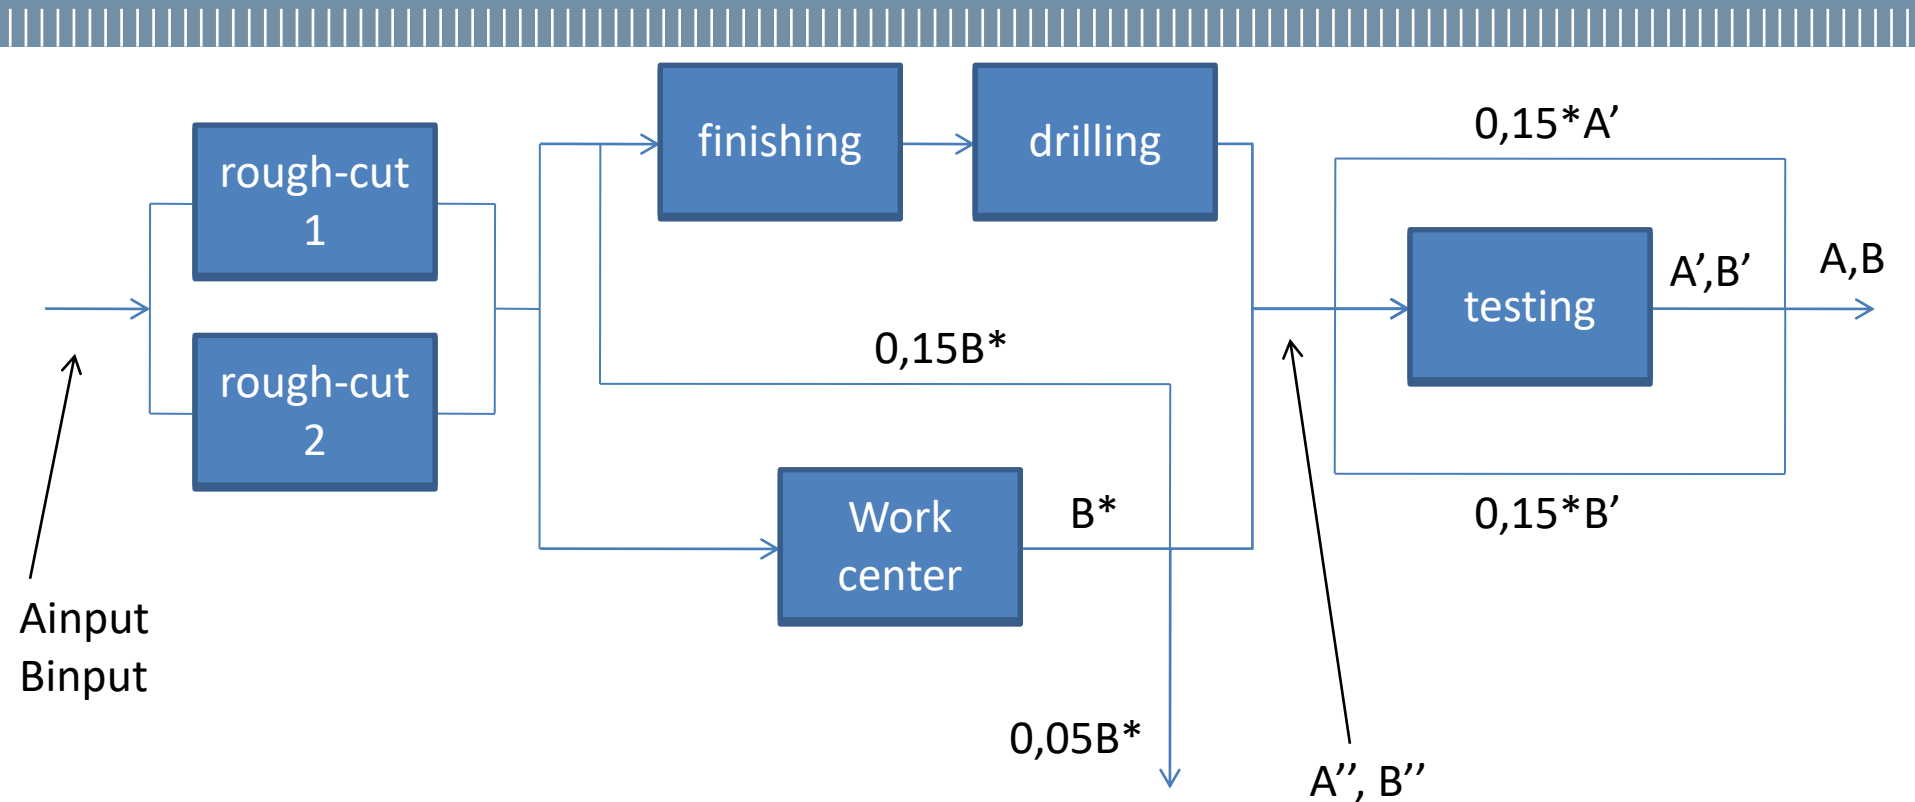 finishing
drilling
0,15*A’
rough-cut
1
A’,B’
A,B
testing
0,15B*
rough-cut
2
Work
center
B*
0,15*B’
Ainput
Binput
0,05B*
A’’, B’’